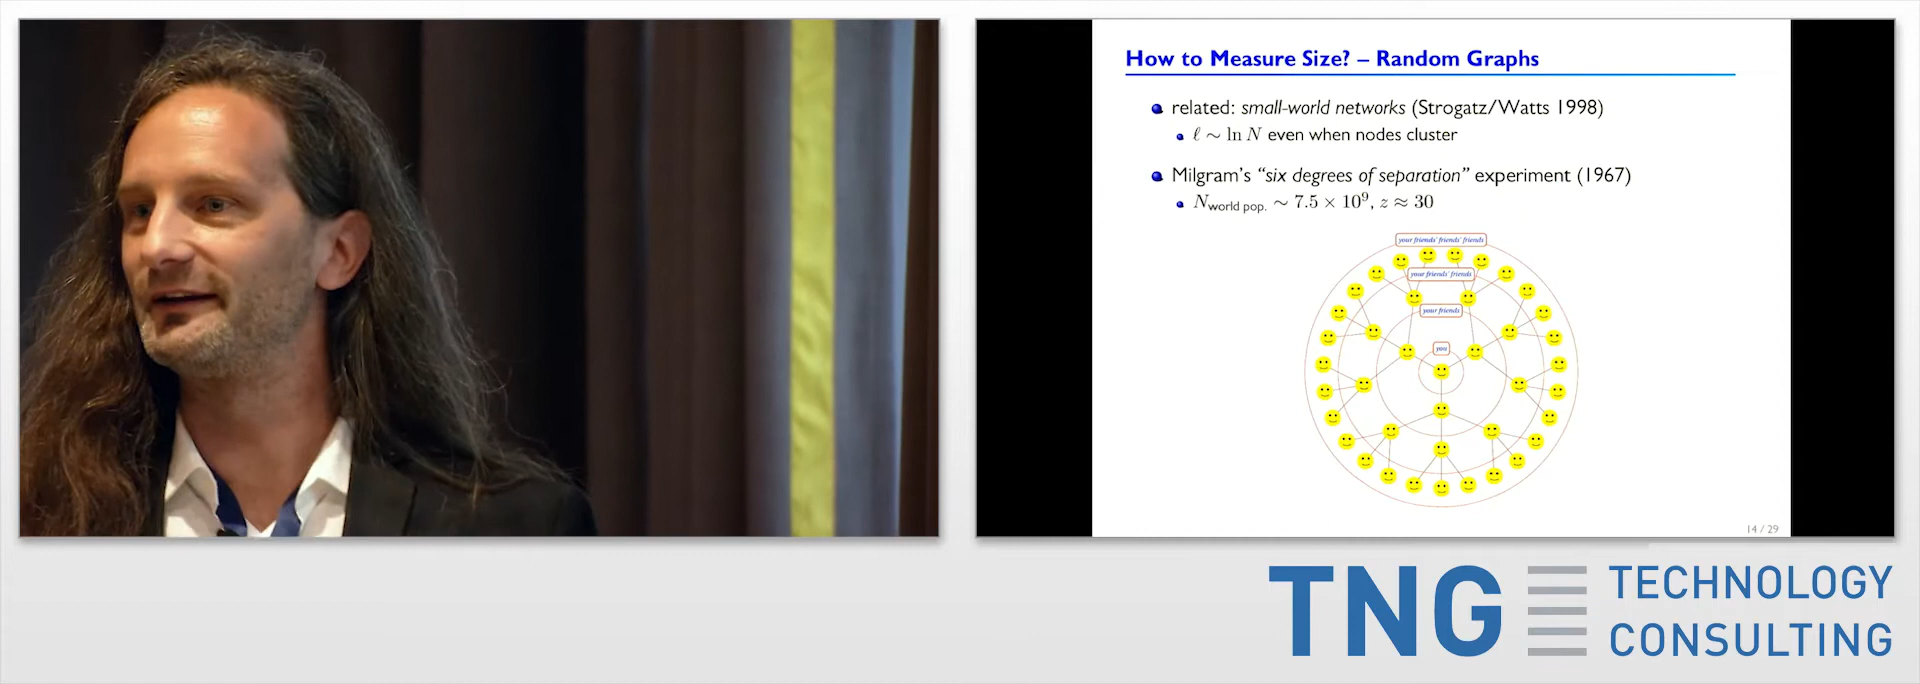 How to Measure Size? – Random Graphs
related: small-world networks (Strogatz/Watts 1998)
ℓ ∼ ln N even when nodes cluster
Milgram's “six degrees of separation” experiment (1967)
N_world pop. ∼ 7.5 × 10⁹, z ≈ 30
your friends' friends' friends
your friends' friends
your friends
you
14 / 29
TNG TECHNOLOGY
CONSULTING